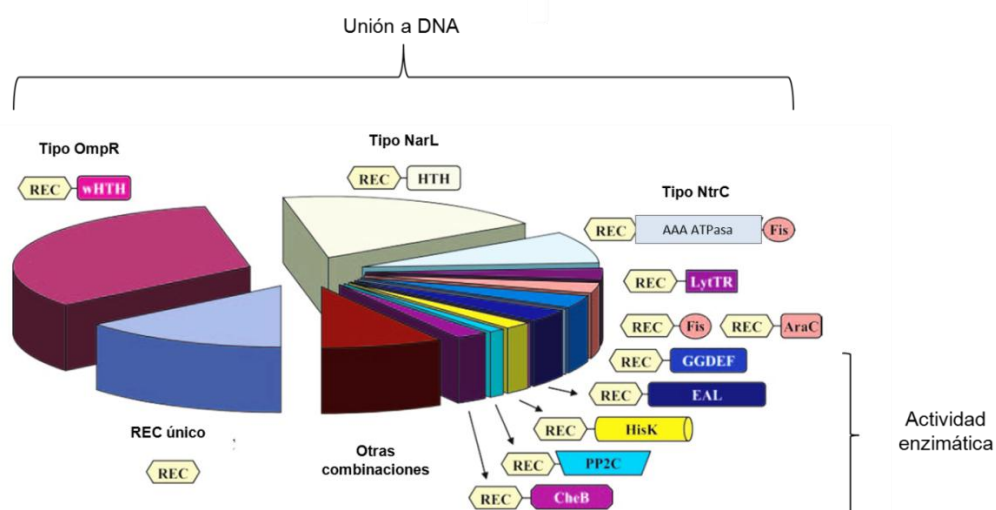 Unión a DNA
Tipo OmpR
REC wHTH
Tipo NarL
REC HTH
Tipo NtrC
REC AAA ATPasa Fis
REC LytTR
REC Fis REC AraC
REC GGDEF
REC EAL
REC HisK
REC PP2C
REC CheB
Actividad
enzimática
REC único
REC
Otras
combinaciones